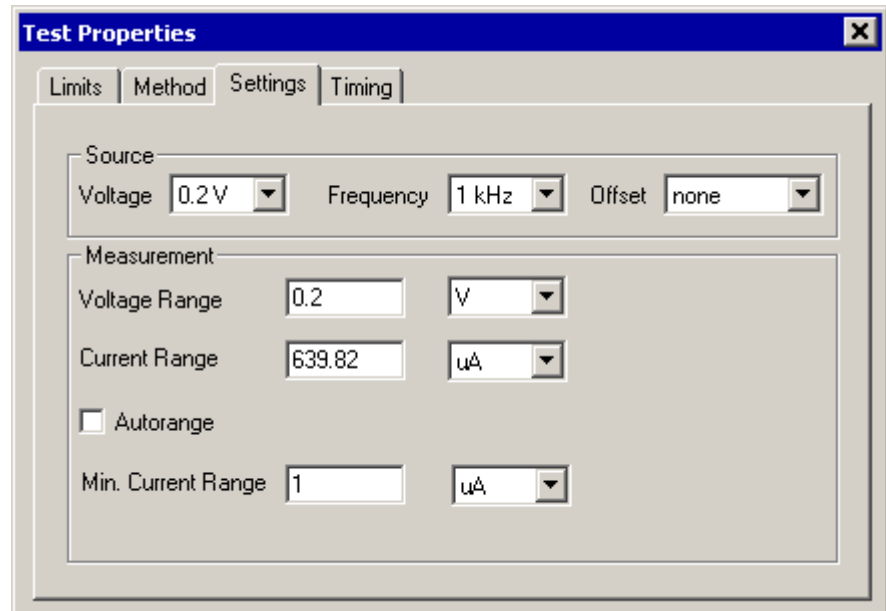 Test Properties
Limits Method Settings Timing
Source
Voltage 0.2 V Frequency 1 kHz Offset none
Measurement
Voltage Range 0.2 V
Current Range 639.82 uA
Autorange
Min. Current Range 1 uA